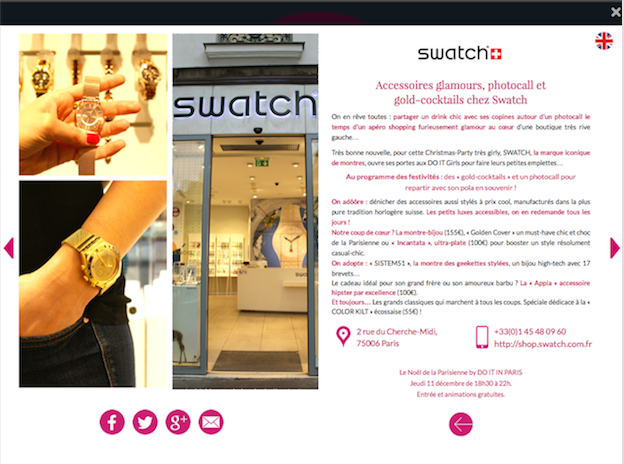 swatch
swatch
Accessoires glamours, photocall et
gold-cocktails chez Swatch
On en rêve toutes : partager un drink chic avec ses copines autour d'un photocall le
temps d'un apéro shopping furieusement glamour au cœur d'une boutique très rive
gauche....
Très bonne nouvelle, pour cette Christmas-Party très girly, SWATCH, la marque iconique
de montres, ouvre ses portes aux DO IT Girls pour faire leurs petites emplettes....
Au programme des festivités : des « gold-cocktails » et un photocall pour
repartir avec son pola en souvenir !
On adôôre : dénicher des accessoires aussi stylés à prix cool, manufacturés dans la plus
pure tradition horlogère suisse. Les petits luxes accessibles, on en redemande tous les
jours !
Notre coup de cœur ? La montre-bijou (155€), « Golden Cover » un must-have chic et choc
de la Parisienne ou « Incantata », ultra-plate (100€) pour booster un style résolument
casual-chic.
On adopte : « SISTEM51 », la montre des geekettes stylées, un bijou high-tech avec 17
brevets....
Le cadeau idéal pour son grand frère ou son amoureux barbu ? La « Appia » accessoire
hipster par excellence (100€).
Et toujours.... Les grands classiques qui marchent à tous les coups. Spéciale dédicace à la «
COLOR KILT » écossaise (55€) !
2 rue du Cherche-Midi,
75006 Paris
+33(0)1 45 48 09 60
http://shop.swatch.com.fr
Le Noël de la Parisienne by DO IT IN PARIS
Jeudi 11 décembre de 18h30 à 22h.
Entrée et animations gratuites.